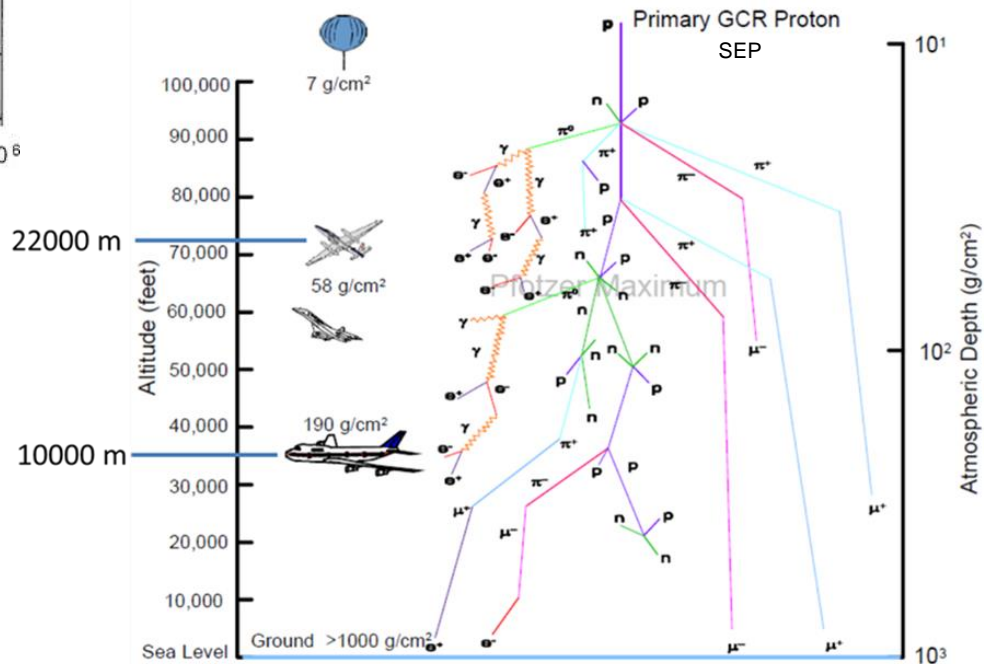 Primary GCR Proton
SEP
p
10¹
7 g/cm²
100,000
n
p
0⁶
90,000
π⁰
γ
π⁺
π⁺
e⁻
e⁺
γ
p
π⁻
80,000
γ
e⁻
e⁺
p
π⁺
π⁺
22000 m
70,000
e⁺
e⁻
γ
n
p
58 g/cm²
Pfotzer Maximum
e⁻
e⁺
π⁰
n
π⁻
60,000
γ
n
γ
n
n
n
μ⁻
10²
50,000
e⁺
e⁻
p
p
40,000
190 g/cm²
γ
n
10000 m
e⁻
π⁺
e⁺
p
p
30,000
π⁻
μ⁺
μ⁺
n
p
20,000
μ⁻
n
10,000
Ground >1000 g/cm²
e⁺
e⁻
μ⁻
μ⁺
Sea Level
10³
Altitude (feet)
Atmospheric Depth (g/cm²)